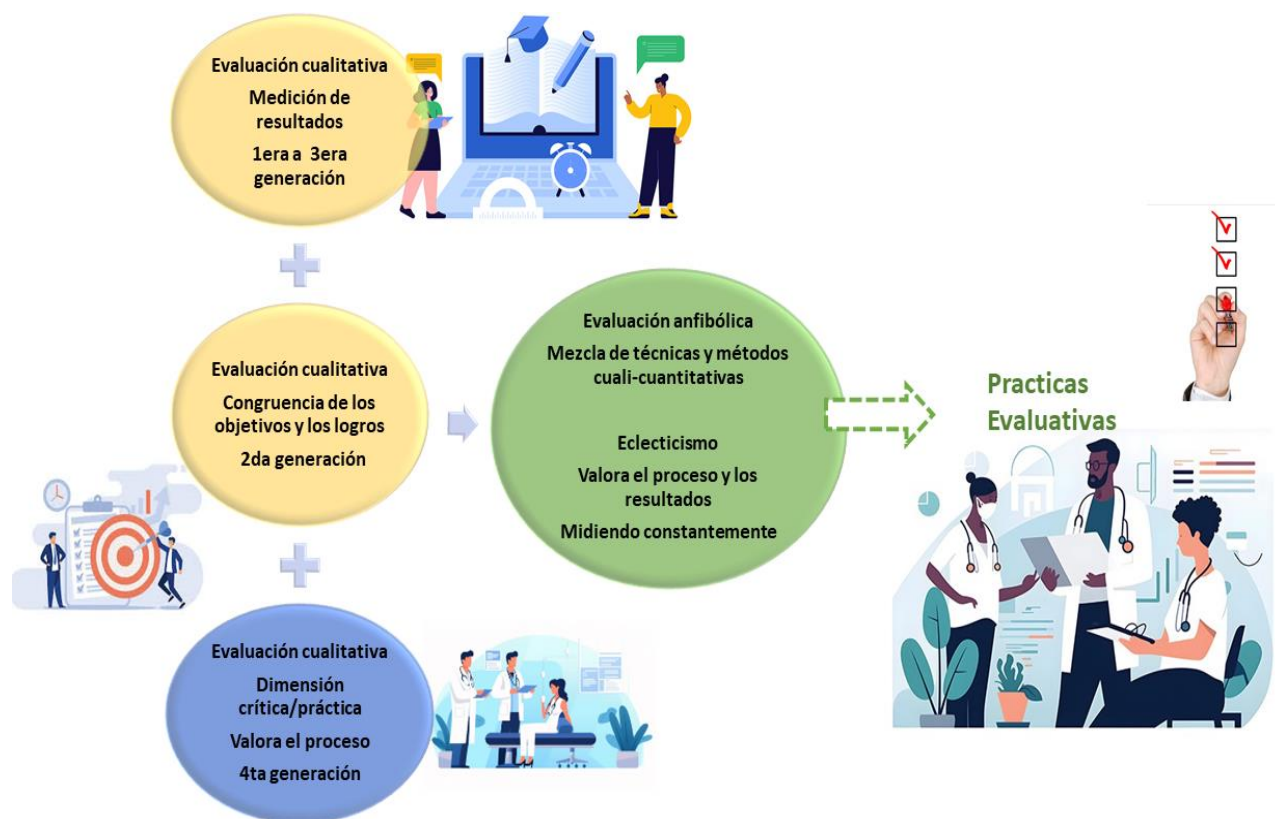 Evaluación cualitativa
Medición de
resultados
1era a 3era
generación
Evaluación cualitativa
Congruencia de los
objetivos y los logros
2da generación
Evaluación cualitativa
Dimensión
crítica/práctica
Valora el proceso
4ta generación
Evaluación anfibólica
Mezcla de técnicas y métodos
cuali-cuantitativas
Eclecticismo
Valora el proceso y los
resultados
Midiendo constantemente
Practicas
Evaluativas